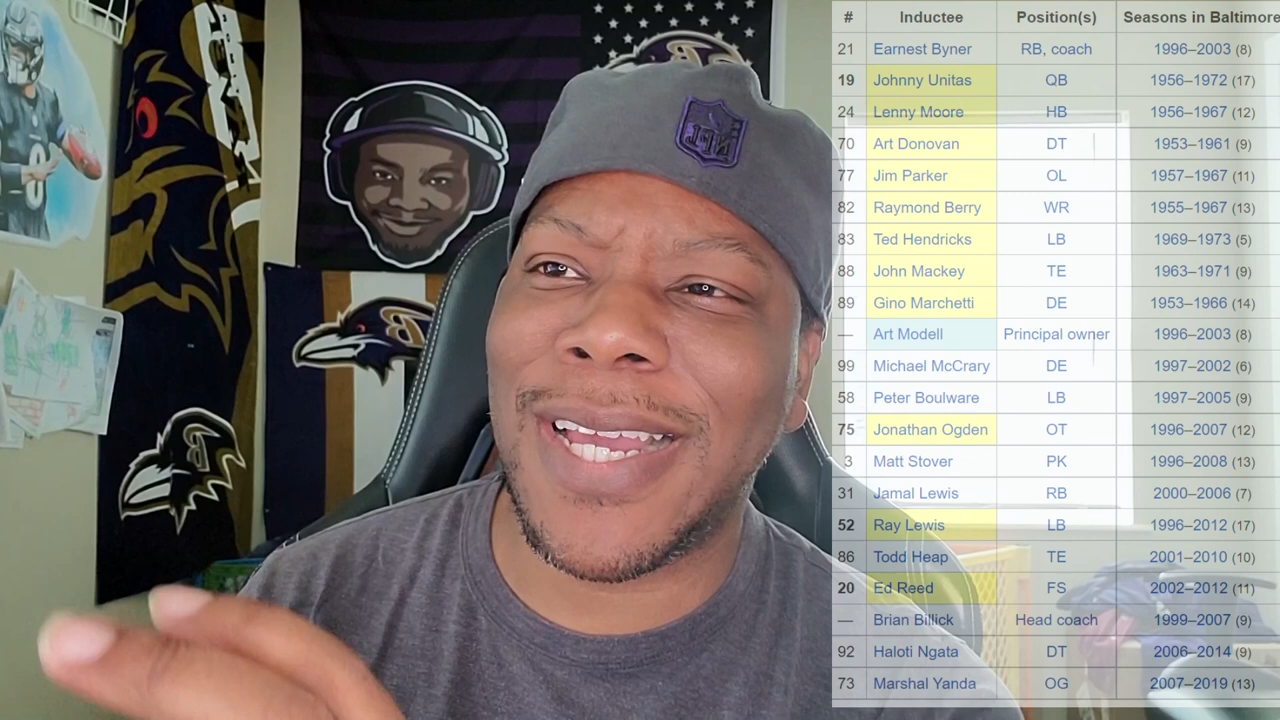 # Inductee Position(s) Seasons in Baltimore
21 Earnest Byner RB, coach 1996–2003 (8)
19 Johnny Unitas QB 1956–1972 (17)
24 Lenny Moore HB 1956–1967 (12)
70 Art Donovan DT 1953–1961 (9)
77 Jim Parker OL 1957–1967 (11)
82 Raymond Berry WR 1955–1967 (13)
83 Ted Hendricks LB 1969–1973 (5)
88 John Mackey TE 1963–1971 (9)
89 Gino Marchetti DE 1953–1966 (14)
— Art Modell Principal owner 1996–2003 (8)
99 Michael McCrary DE 1997–2002 (6)
58 Peter Boulware LB 1997–2005 (9)
75 Jonathan Ogden OT 1996–2007 (12)
3 Matt Stover PK 1996–2008 (13)
31 Jamal Lewis RB 2000–2006 (7)
52 Ray Lewis LB 1996–2012 (17)
86 Todd Heap TE 2001–2010 (10)
20 Ed Reed FS 2002–2012 (11)
— Brian Billick Head coach 1999–2007 (9)
92 Haloti Ngata DT 2006–2014 (9)
73 Marshal Yanda OG 2007–2019 (13)
NFL
B
B
8